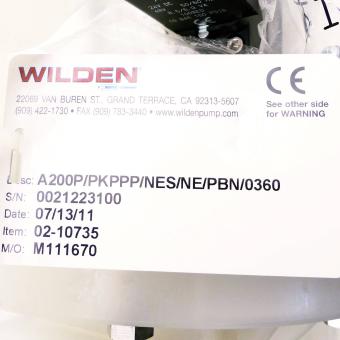 WILDEN
22069 VAN BUREN ST., GRAND TERRACE, CA 92313-5607
(909) 422-1730 • FAX (909) 783-3440 • www.wildenpump.com
CE
See other side
for WARNING
Desc: A200P/PKPPP/NES/NE/PBN/0360
S/N: 0021223100
Date: 07/13/11
Item: 02-10735
M/O: M111670